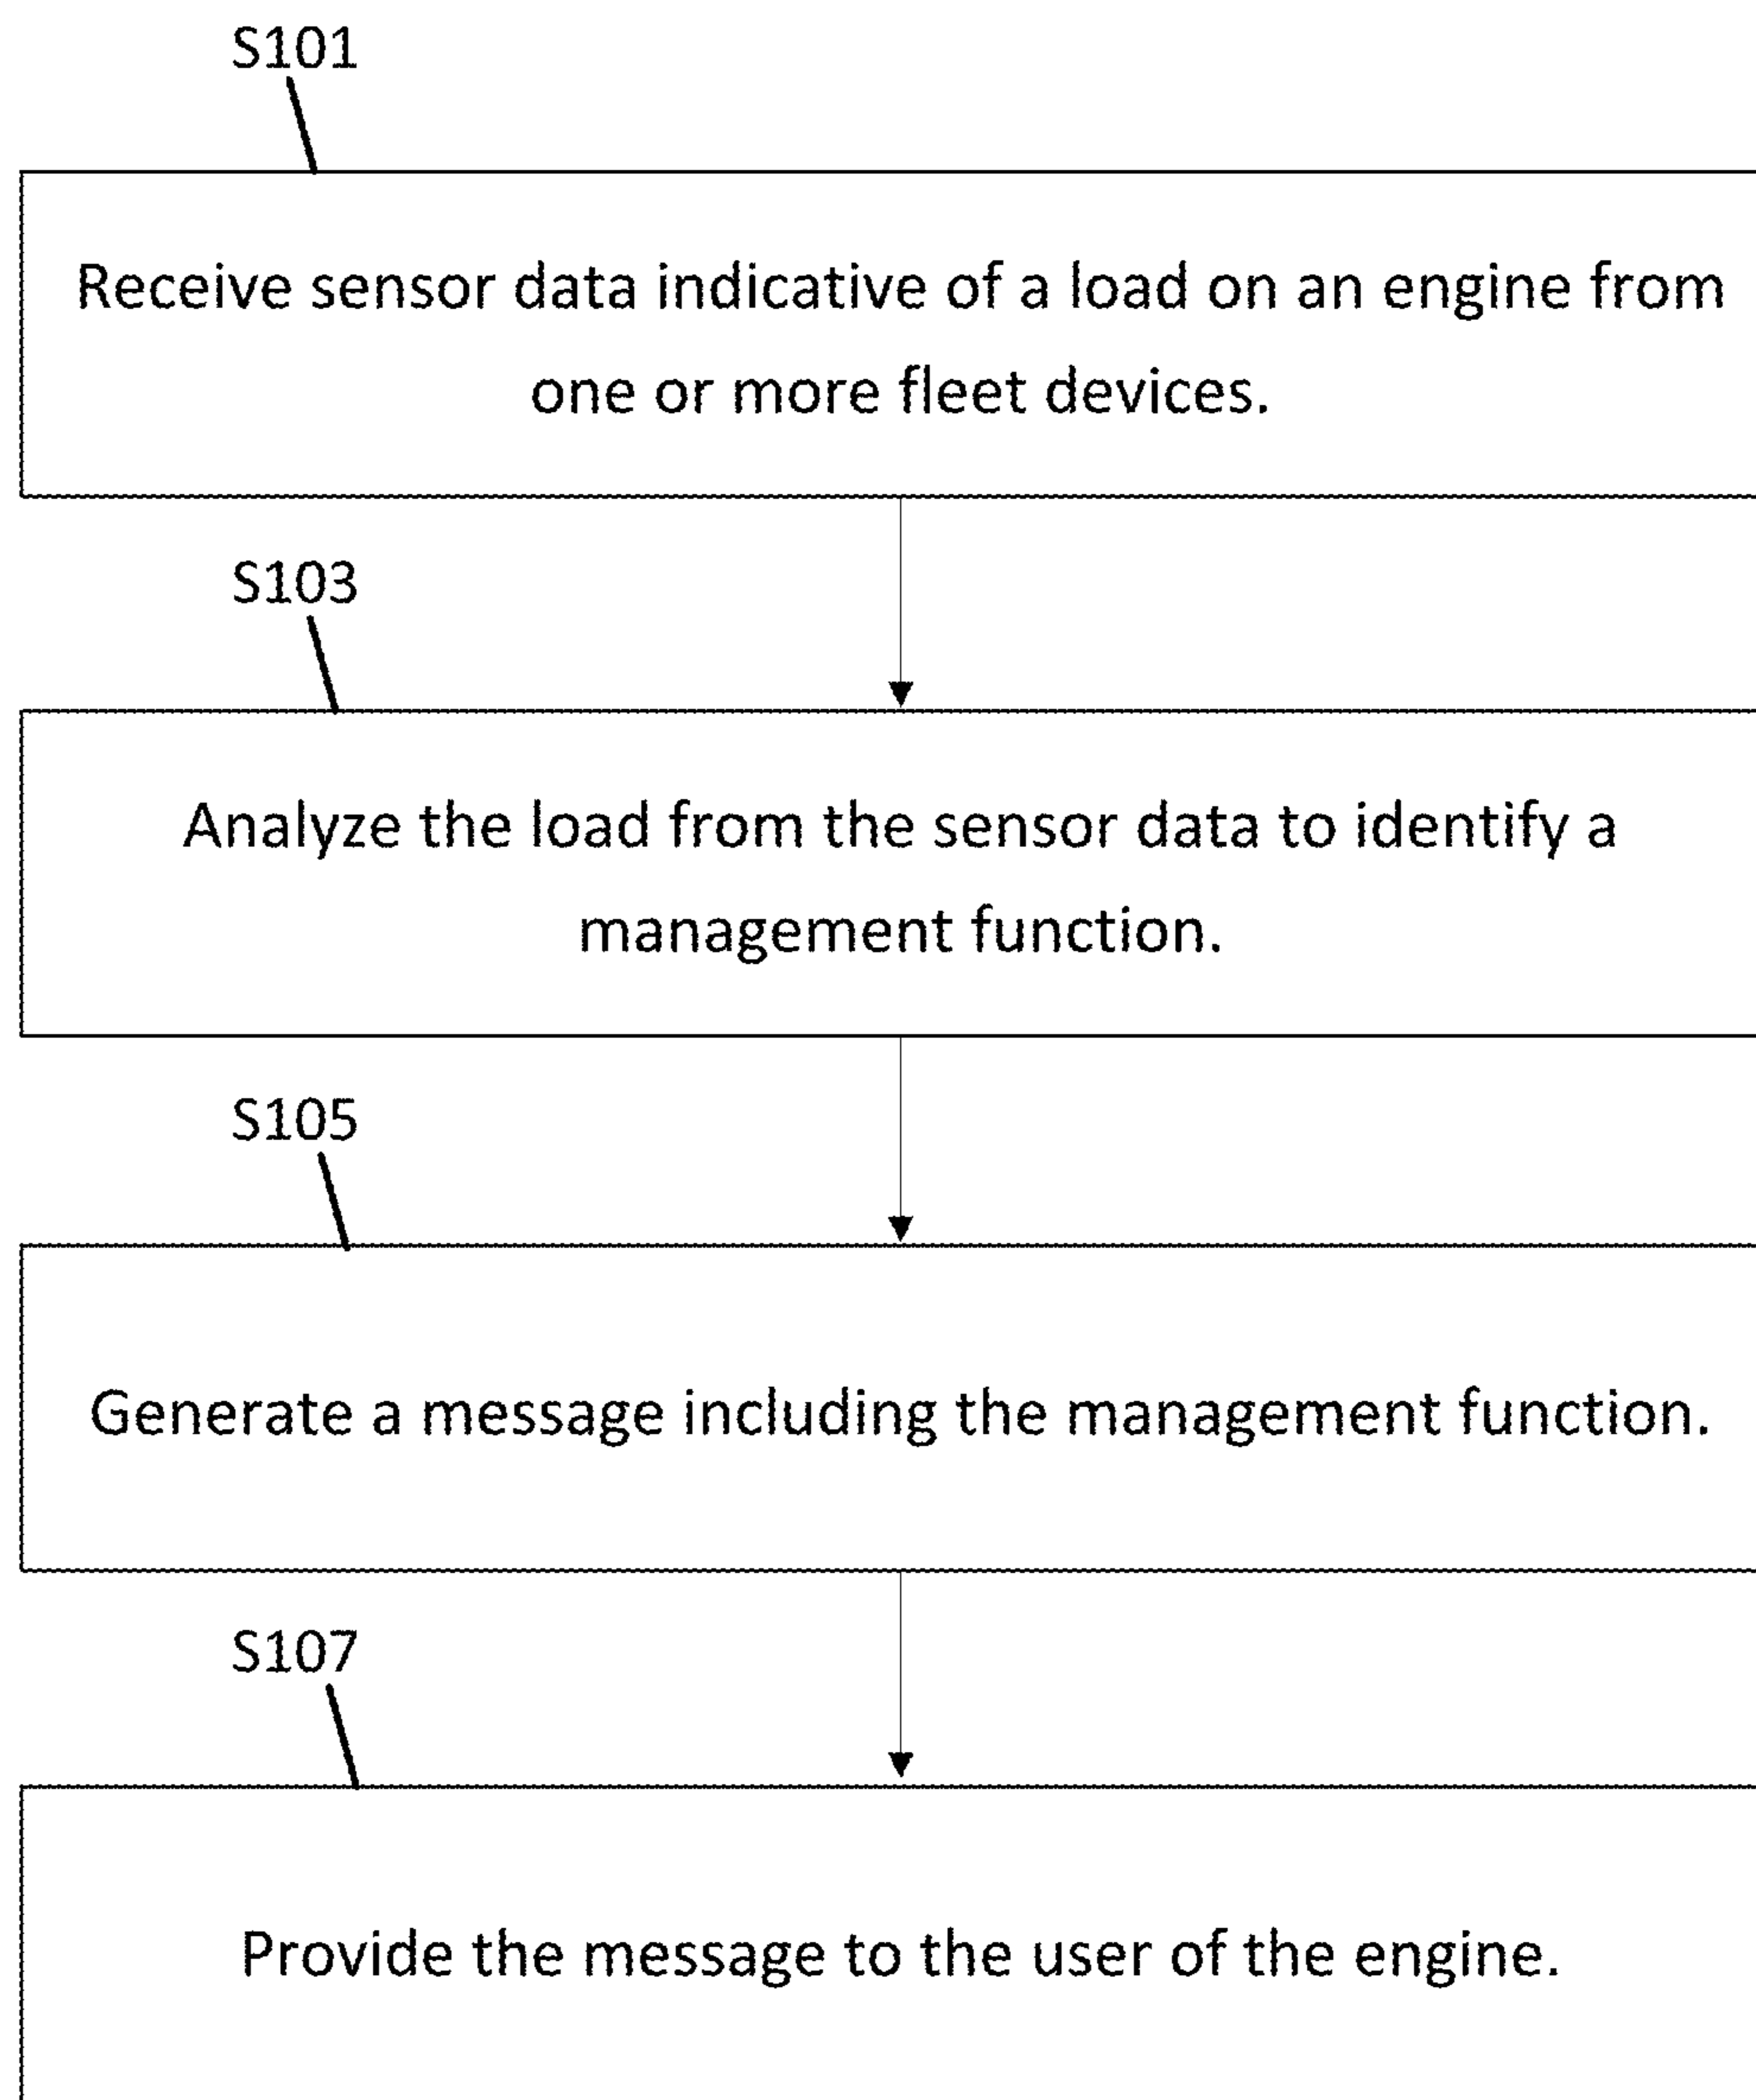 S101
Receive sensor data indicative of a load on an engine from
one or more fleet devices.
S103
Analyze the load from the sensor data to identify a
management function.
S105
Generate a message including the management function.
S107
Provide the message to the user of the engine.